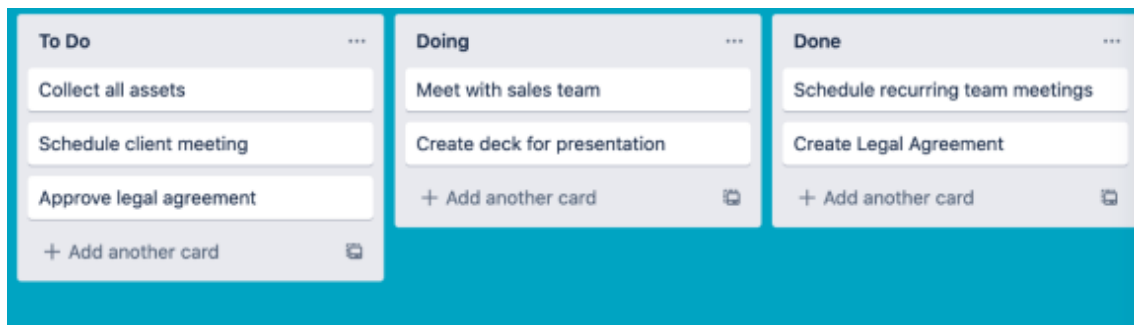 To Do
Collect all assets
Schedule client meeting
Approve legal agreement
+ Add another card
Doing
Meet with sales team
Create deck for presentation
+ Add another card
Done
Schedule recurring team meetings
Create Legal Agreement
+ Add another card